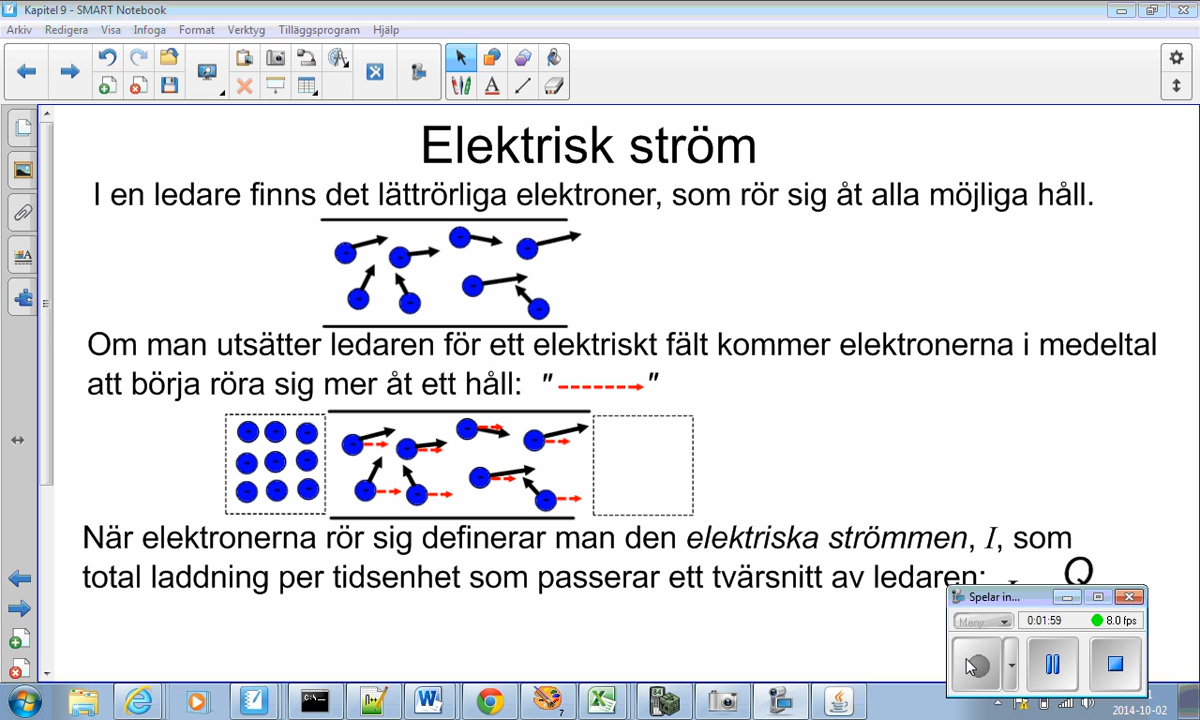 Kapitel 9 - SMART Notebook
Arkiv Redigera Visa Infoga Format Verktyg Tilläggsprogram Hjälp
Elektrisk ström
I en ledare finns det lättrörliga elektroner, som rör sig åt alla möjliga håll.
Om man utsätter ledaren för ett elektriskt fält kommer elektronerna i medeltal
att börja röra sig mer åt ett håll: " "
När elektronerna rör sig definerar man den elektriska strömmen, I, som
total laddning per tidsenhet som passerar ett tvärsnitt av ledaren:
Q
Spelar in...
Meny 0:01:59 8.0 fps
2014-10-02